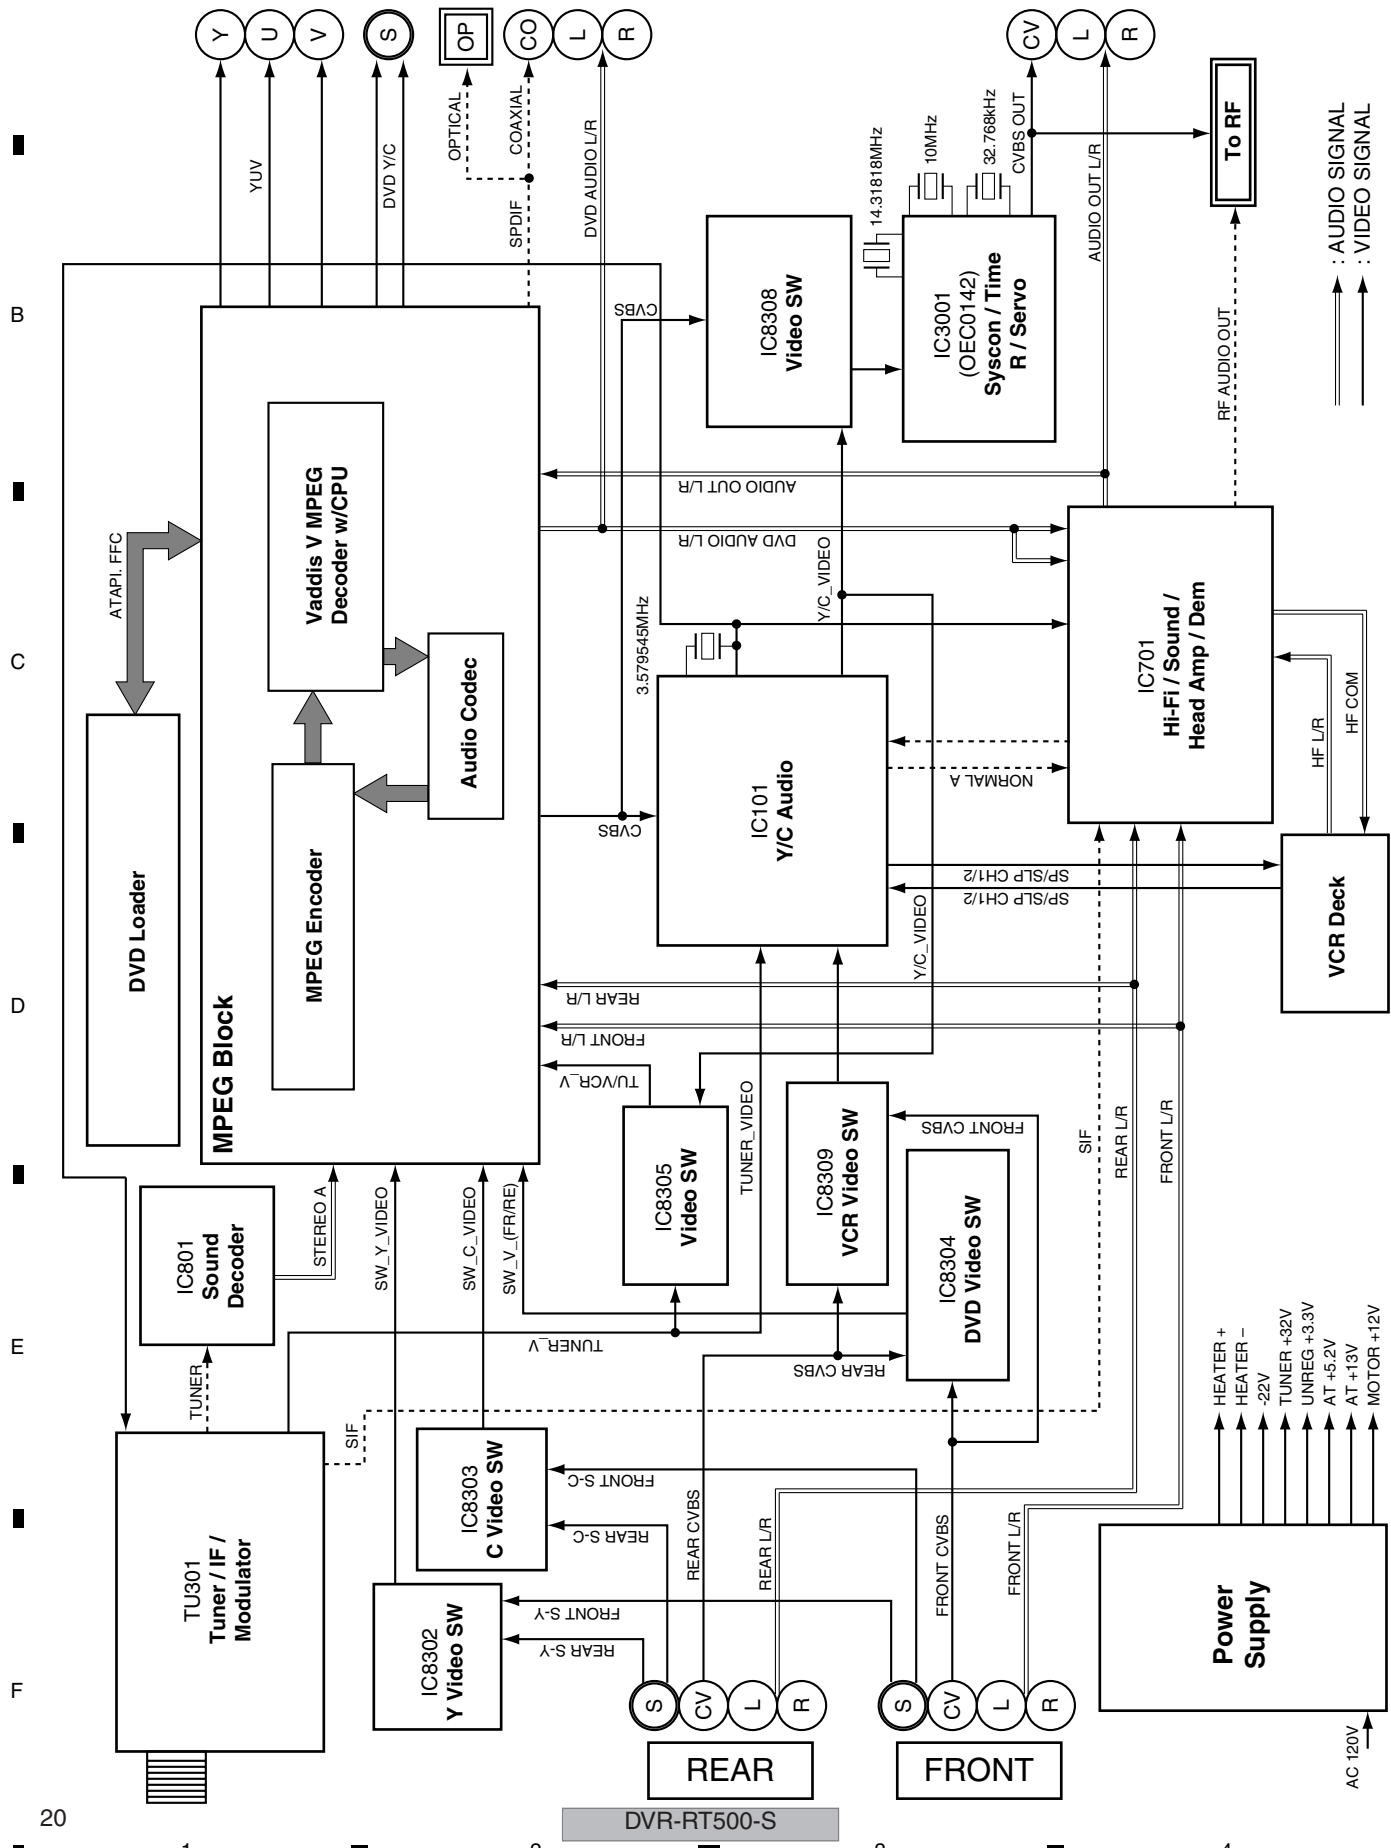 Y
U
V
S
OP
CO
L
R
CV
L
R
YUV
DVD Y/C
OPTICAL
COAXIAL
SPDIF
DVD AUDIO L/R
14.31818MHz
10MHz
32.768kHz
CVBS OUT
AUDIO OUT L/R
To RF
RF AUDIO OUT
: AUDIO SIGNAL
: VIDEO SIGNAL
B
CVBS
IC8308
Video SW
IC3001
(OEC0142)
Syscon / Time
R / Servo
AUDIO OUT L/R
DVD AUDIO L/R
Y/C_VIDEO
3.579545MHz
ATAPI. FFC
Vaddis V MPEG
Decoder w/CPU
Audio Codec
MPEG Encoder
MPEG Block
DVD Loader
C
CVBS
IC101
Y/C Audio
NORMAL A
IC701
Hi-Fi / Sound /
Head Amp / Dem
HF L/R
HF COM
SP/SLP CH1/2
SP/SLP CH1/2
Y/C_VIDEO
VCR Deck
D
REAR L/R
FRONT L/R
TU/VCR_V
TUNER_VIDEO
FRONT CVBS
SIF
REAR L/R
FRONT L/R
IC801
Sound
Decoder
STEREO A
SW_Y_VIDEO
SW_C_VIDEO
SW_V_(FR/RE)
IC8305
Video SW
IC8309
VCR Video SW
IC8304
DVD Video SW
E
TUNER
TUNER_V
REAR CVBS
SIF
HEATER +
HEATER –
-22V
TUNER +32V
UNREG +3.3V
AT +5.2V
AT +13V
MOTOR +12V
TU301
Tuner / IF /
Modulator
IC8303
C Video SW
FRONT S-C
REAR S-C
REAR CVBS
REAR L/R
FRONT CVBS
FRONT L/R
IC8302
Y Video SW
FRONT S-Y
REAR S-Y
Power
Supply
AC 120V
F
S
CV
L
R
S
CV
L
R
REAR
FRONT
20
DVR-RT500-S